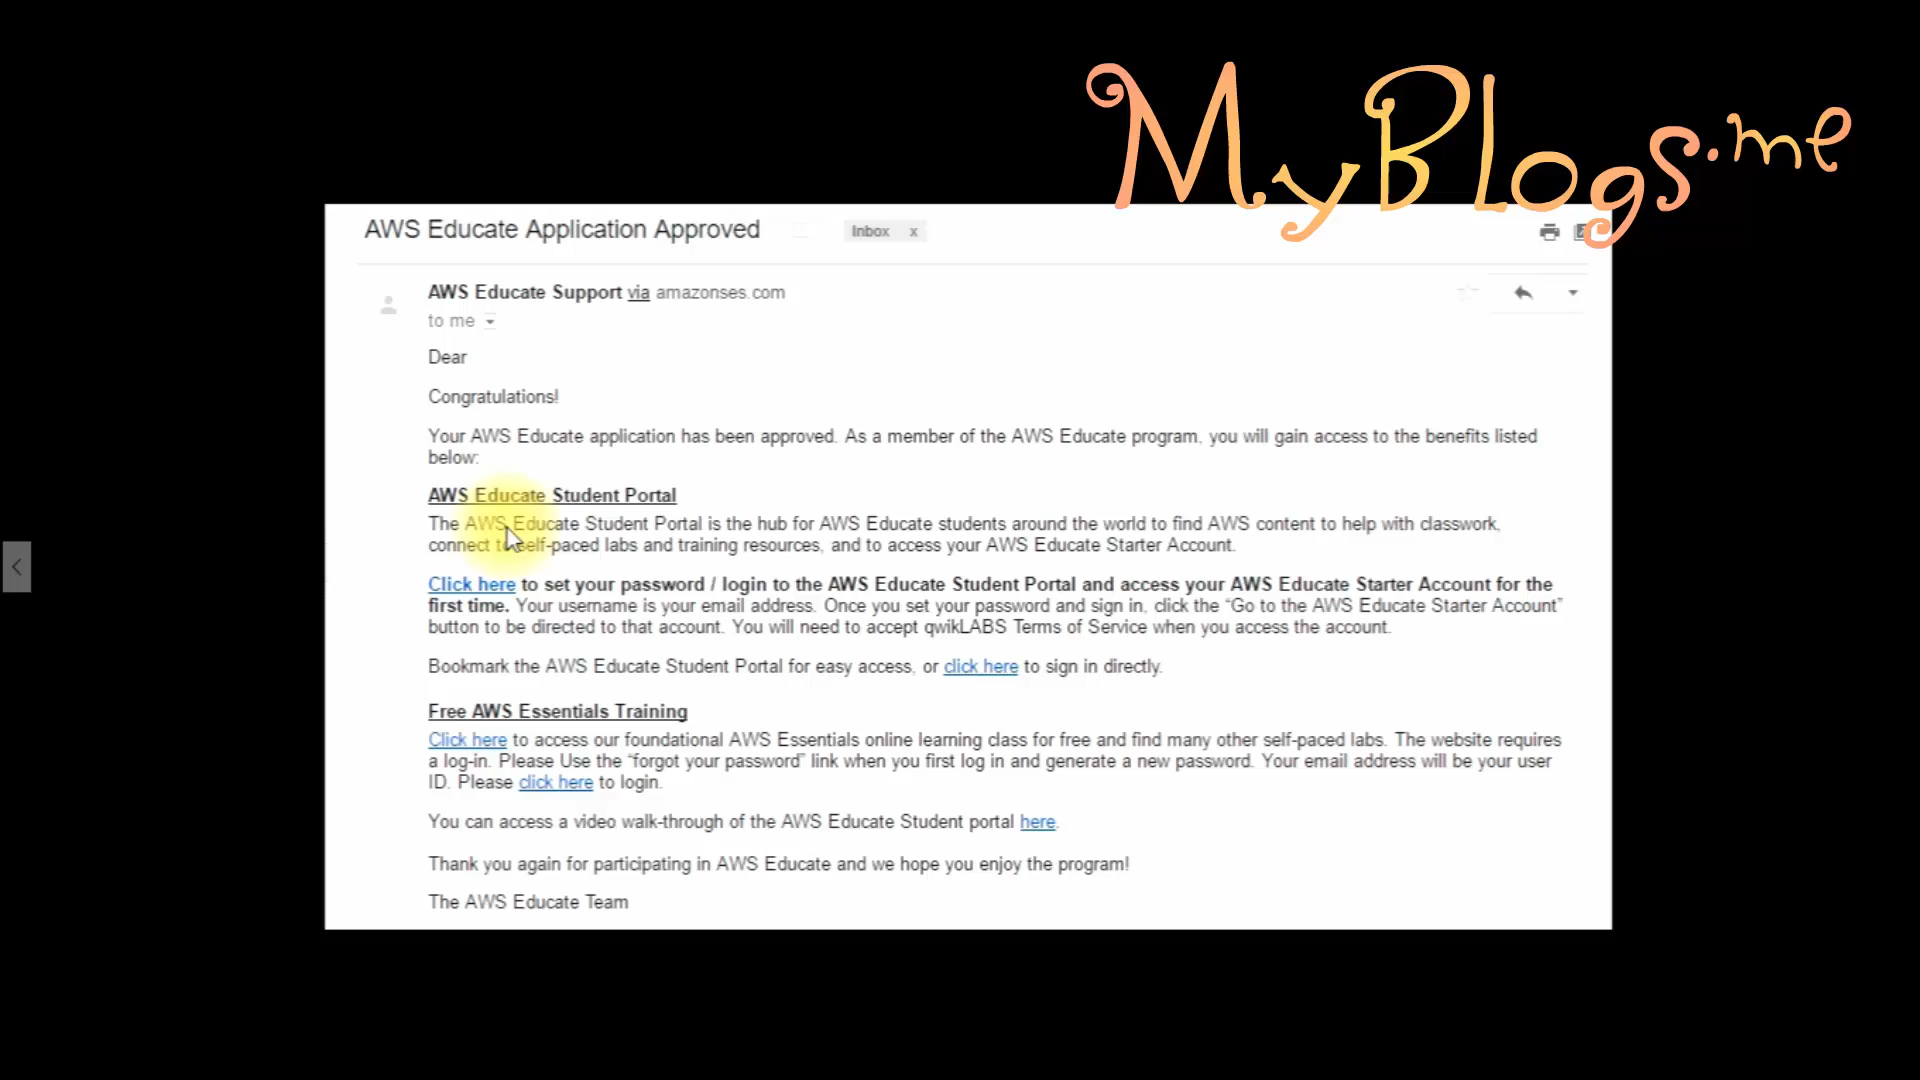 MyBlogs.me
AWS Educate Application Approved Inbox x
AWS Educate Support via amazonses.com
to me
Dear
Congratulations!
Your AWS Educate application has been approved. As a member of the AWS Educate program, you will gain access to the benefits listed
below:
AWS Educate Student Portal
The AWS Educate Student Portal is the hub for AWS Educate students around the world to find AWS content to help with classwork,
connect to self-paced labs and training resources, and to access your AWS Educate Starter Account.
Click here to set your password / login to the AWS Educate Student Portal and access your AWS Educate Starter Account for the
first time. Your username is your email address. Once you set your password and sign in, click the “Go to the AWS Educate Starter Account”
button to be directed to that account. You will need to accept qwikLABS Terms of Service when you access the account.
Bookmark the AWS Educate Student Portal for easy access, or click here to sign in directly.
Free AWS Essentials Training
Click here to access our foundational AWS Essentials online learning class for free and find many other self-paced labs. The website requires
a log-in. Please Use the “forgot your password” link when you first log in and generate a new password. Your email address will be your user
ID. Please click here to login.
You can access a video walk-through of the AWS Educate Student portal here.
Thank you again for participating in AWS Educate and we hope you enjoy the program!
The AWS Educate Team